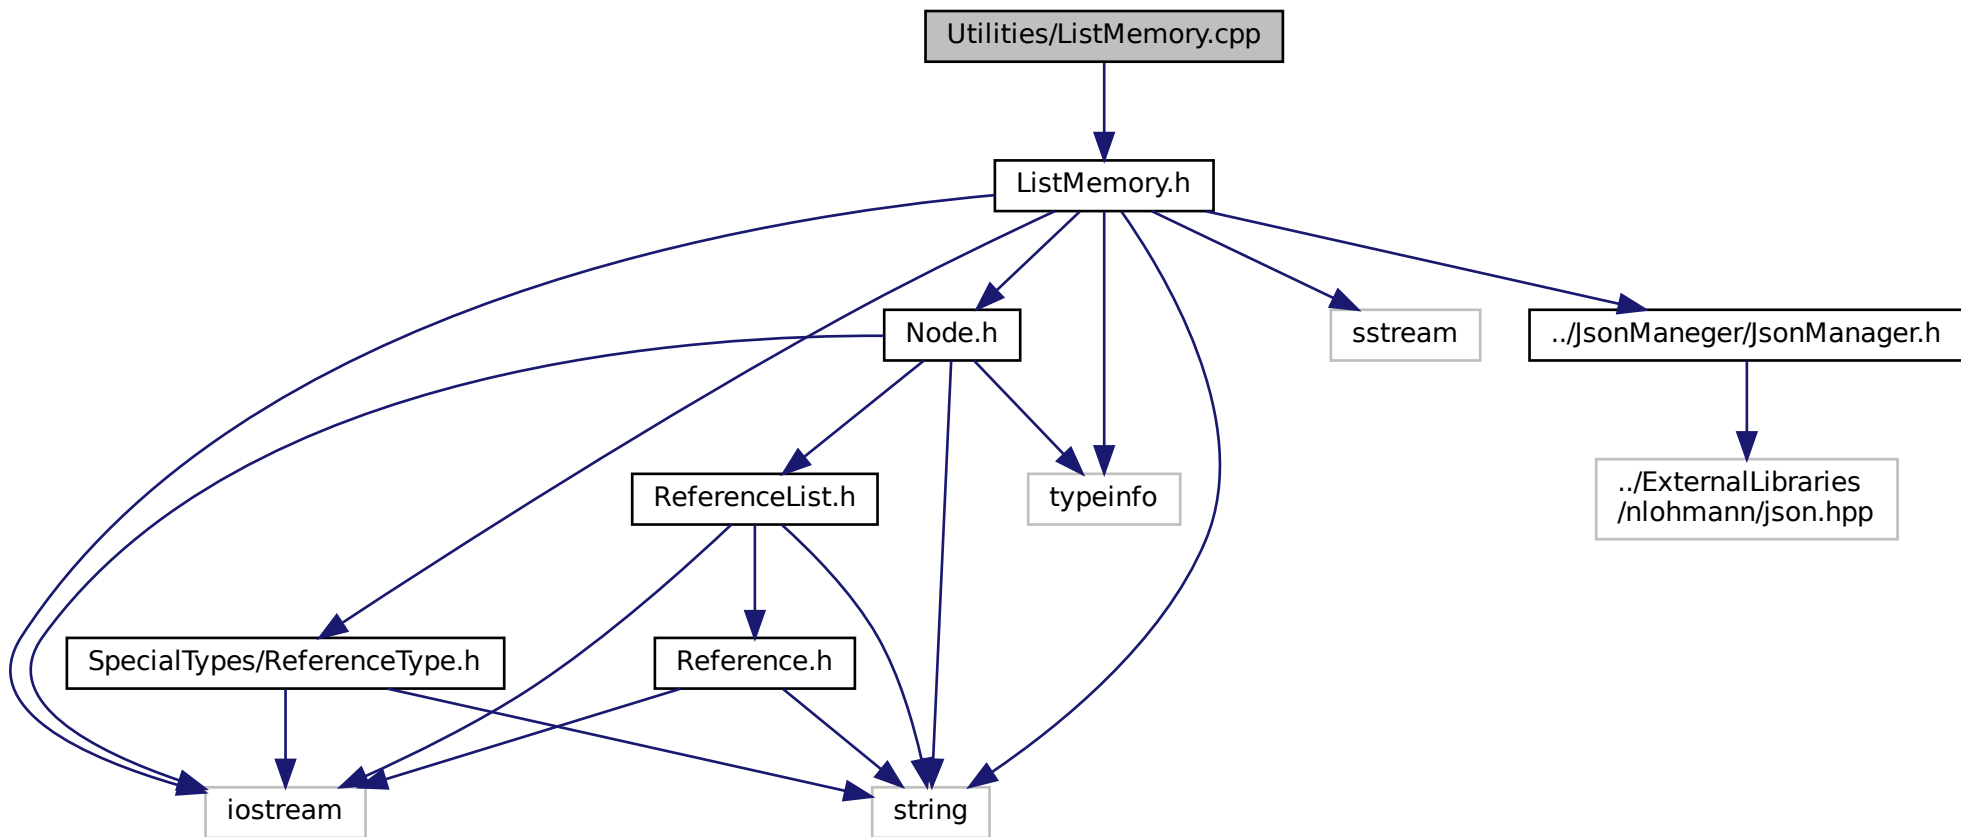 Utilities/ListMemory.cpp
ListMemory.h
Node.h
sstream
../JsonManeger/JsonManager.h
ReferenceList.h
typeinfo
../ExternalLibraries
/nlohmann/json.hpp
SpecialTypes/ReferenceType.h
Reference.h
iostream
string